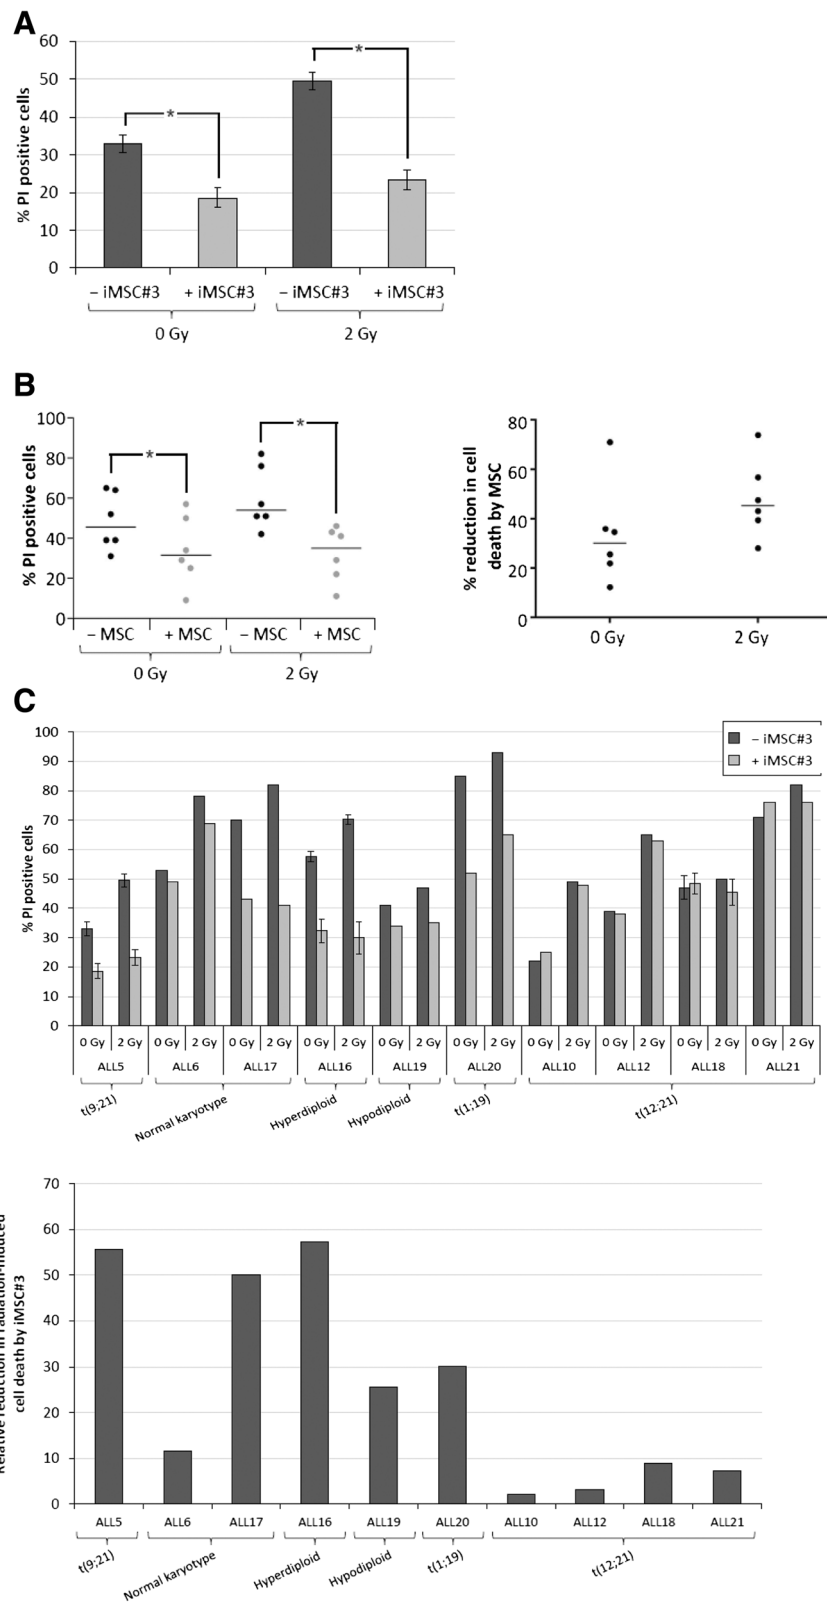 A
% PI positive cells
60
50
40
30
20
10
0
*
*
– iMSC#3 + iMSC#3 – iMSC#3 + iMSC#3
0 Gy 2 Gy
B
% PI positive cells
100
80
60
40
20
0
*
*
– MSC + MSC – MSC + MSC
0 Gy 2 Gy
% reduction in cell
death by MSC
80
60
40
20
0
0 Gy 2 Gy
C
% PI positive cells
100
90
80
70
60
50
40
30
20
10
0
– iMSC#3
+ iMSC#3
0 Gy 2 Gy 0 Gy 2 Gy 0 Gy 2 Gy 0 Gy 2 Gy 0 Gy 2 Gy 0 Gy 2 Gy 0 Gy 2 Gy 0 Gy 2 Gy 0 Gy 2 Gy 0 Gy 2 Gy
ALL5 ALL6 ALL17 ALL16 ALL19 ALL20 ALL10 ALL12 ALL18 ALL21
t(9;21) Normal karyotype Hyperdiploid Hypodiploid t(1;19) t(12;21)
Relative reduction in radiation-induced
cell death by iMSC#3
70
60
50
40
30
20
10
0
ALL5 ALL6 ALL17 ALL16 ALL19 ALL20 ALL10 ALL12 ALL18 ALL21
t(9;21) Normal karyotype Hyperdiploid Hypodiploid t(1;19) t(12;21)